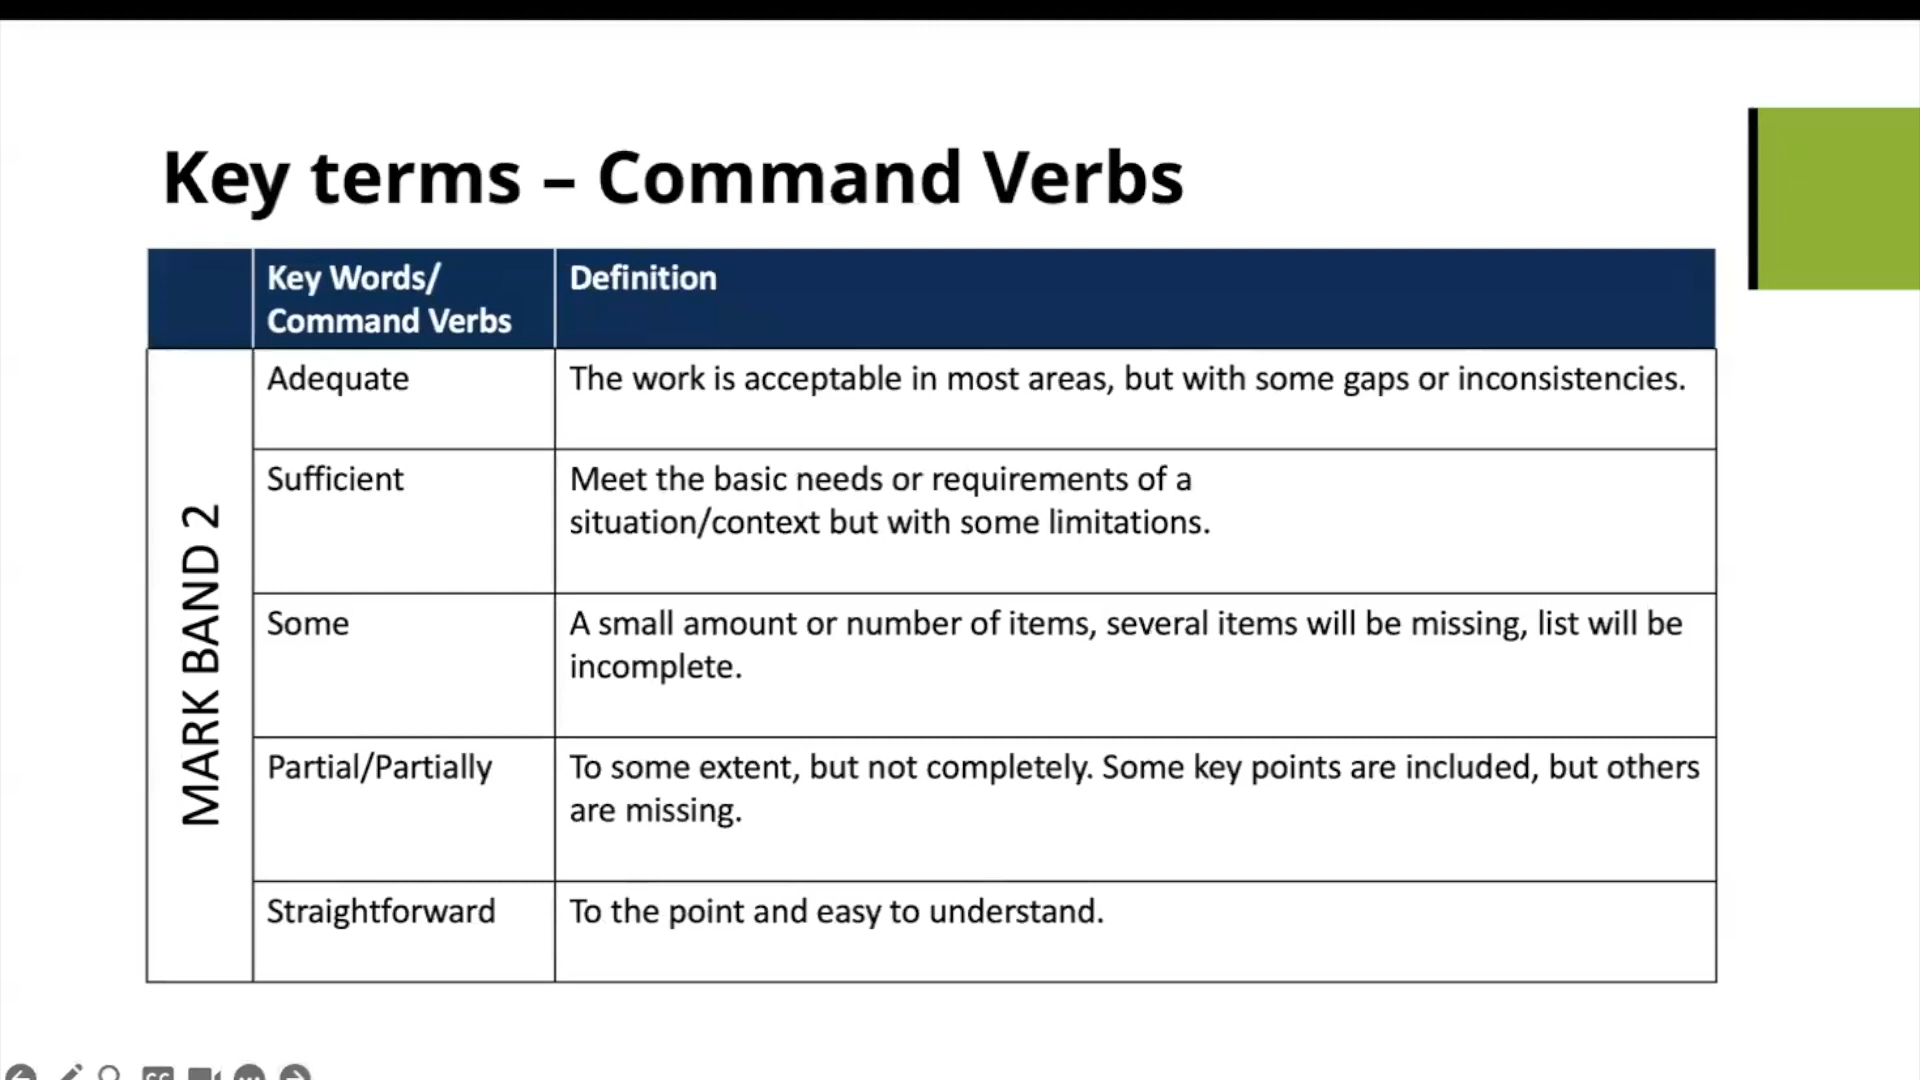 Key terms – Command Verbs
Key Words/
Command Verbs
Definition
MARK BAND 2
Adequate
The work is acceptable in most areas, but with some gaps or inconsistencies.
Sufficient
Meet the basic needs or requirements of a
situation/context but with some limitations.
Some
A small amount or number of items, several items will be missing, list will be
incomplete.
Partial/Partially
To some extent, but not completely. Some key points are included, but others
are missing.
Straightforward
To the point and easy to understand.